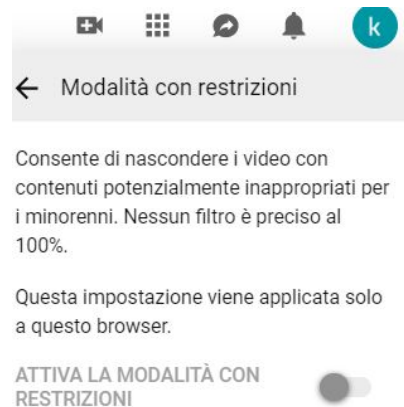 k
Modalità con restrizioni
Consente di nascondere i video con
contenuti potenzialmente inappropriati per
i minorenni. Nessun filtro è preciso al
100%.
Questa impostazione viene applicata solo
a questo browser.
ATTIVA LA MODALITÀ CON
RESTRIZIONI